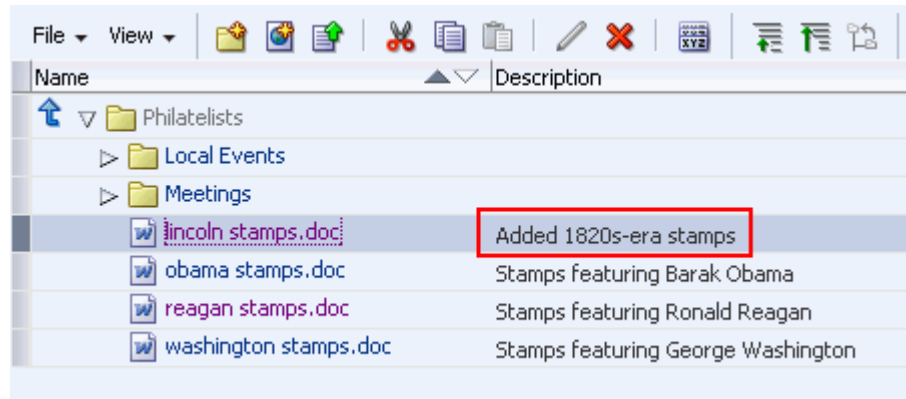 File View
XYZ
Name Description
Philatelists
Local Events
Meetings
lincoln stamps.doc Added 1820s-era stamps
obama stamps.doc Stamps featuring Barak Obama
reagan stamps.doc Stamps featuring Ronald Reagan
washington stamps.doc Stamps featuring George Washington